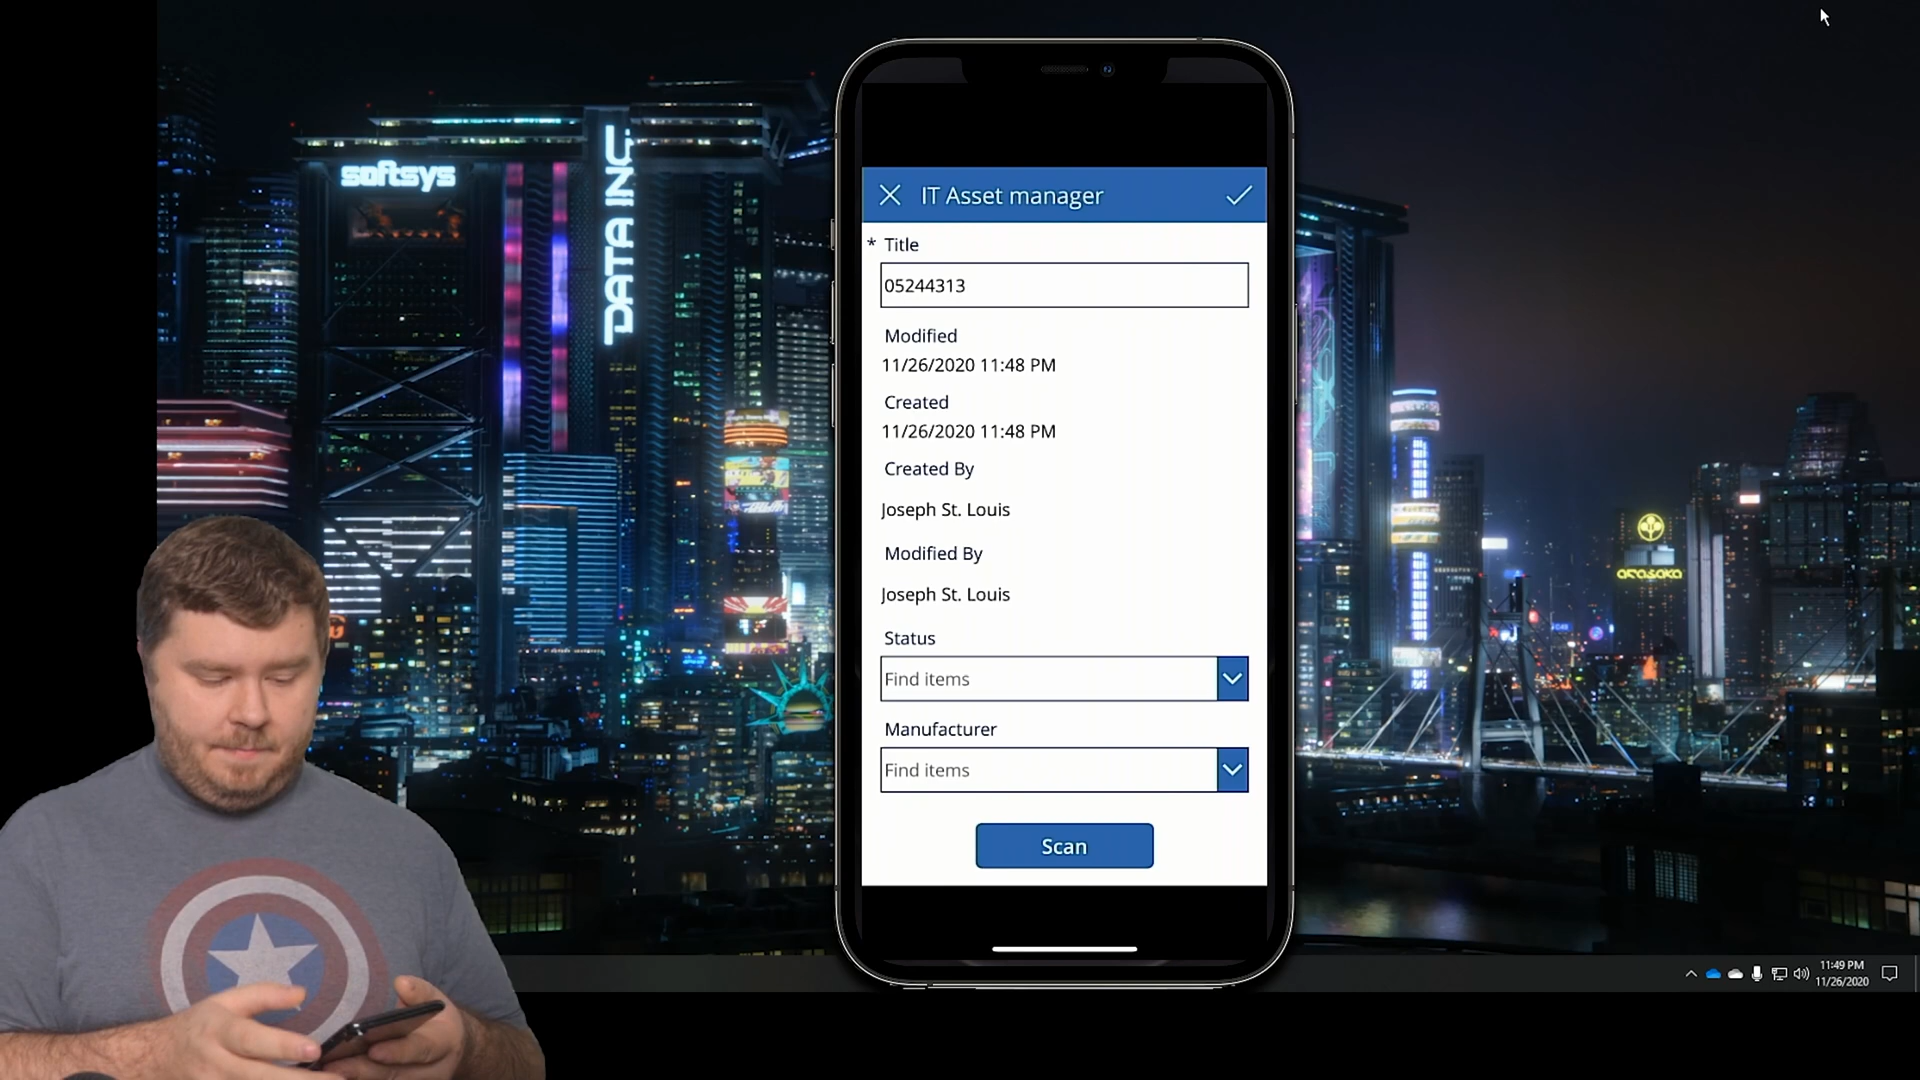 softsys
DATA INC
IT Asset manager
* Title
05244313
Modified
11/26/2020 11:48 PM
Created
11/26/2020 11:48 PM
Created By
Joseph St. Louis
Modified By
Joseph St. Louis
Status
Find items
Manufacturer
Find items
Scan
arasaka
11:49 PM
11/26/2020